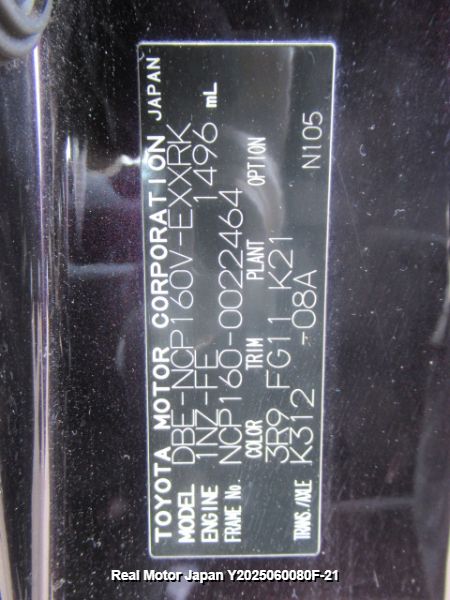 TOYOTA MOTOR CORPORATION JAPAN
MODEL DBE-NCP160V-EXXRK
ENGINE 1NZ-FE 1496 mL
FRAME No. NCP160-0022464
COLOR TRIM PLANT OPTION
3R9 FG11 K21
TRANS./AXLE K312 -08A N105
Real Motor Japan Y2025060080F-21